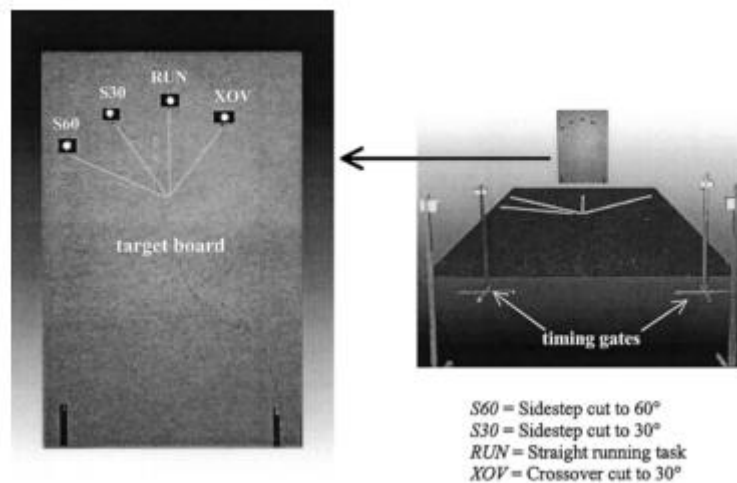 RUN
S30
XOV
S60
target board
timing gates
S60 = Sidestep cut to 60°
S30 = Sidestep cut to 30°
RUN = Straight running task
XOV = Crossover cut to 30°